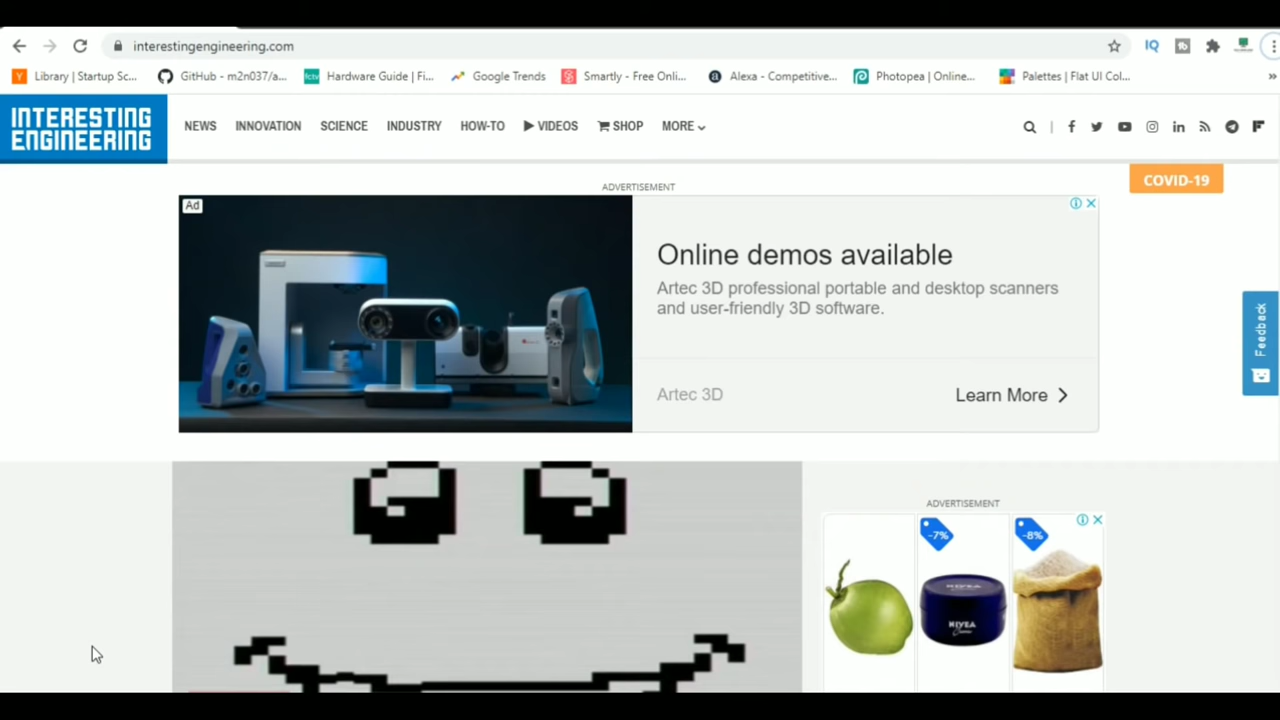 interestingengineering.com
IQ
Library | Startup Sc...
GitHub - m2n037/a...
Hardware Guide | Fi...
Google Trends
Smartly - Free Onli...
Alexa - Competitive...
Photopea | Online...
Palettes | Flat UI Col...
»
INTERESTING
ENGINEERING
NEWS
INNOVATION
SCIENCE
INDUSTRY
HOW-TO
VIDEOS
SHOP
MORE
COVID-19
ADVERTISEMENT
Ad
Online demos available
Artec 3D professional portable and desktop scanners
and user-friendly 3D software.
Artec 3D
Learn More
Feedback
ADVERTISEMENT
-7%
-8%
NIVEA
NIVEA
Creme